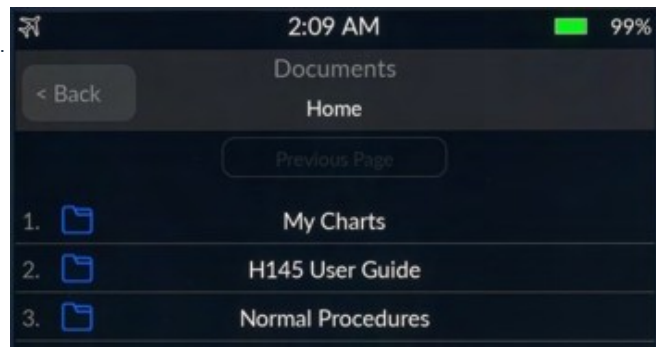 2:09 AM 99%
Documents
< Back
Home
Previous Page
1. My Charts
2. H145 User Guide
3. Normal Procedures